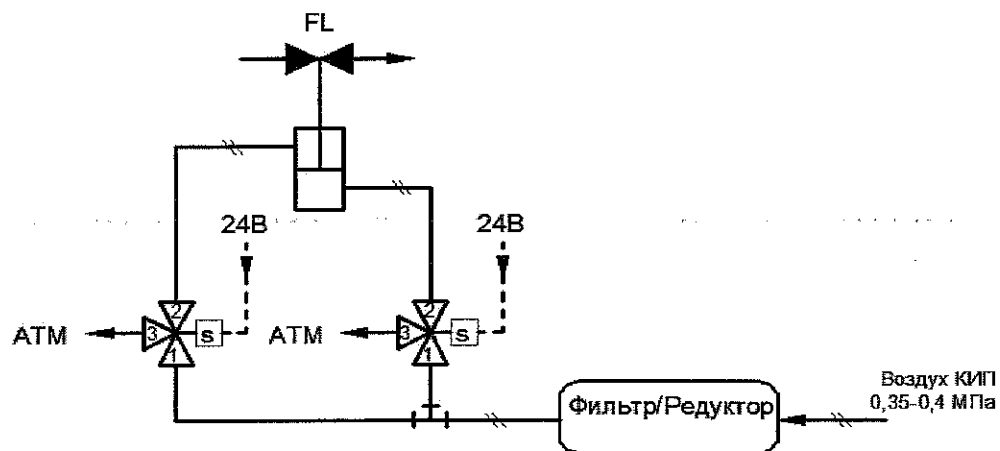 FL
24В
24В
АТМ
3
2
1
s
АТМ
3
2
1
s
Фильтр/Редуктор
Воздух КИП
0,35-0,4 МПа